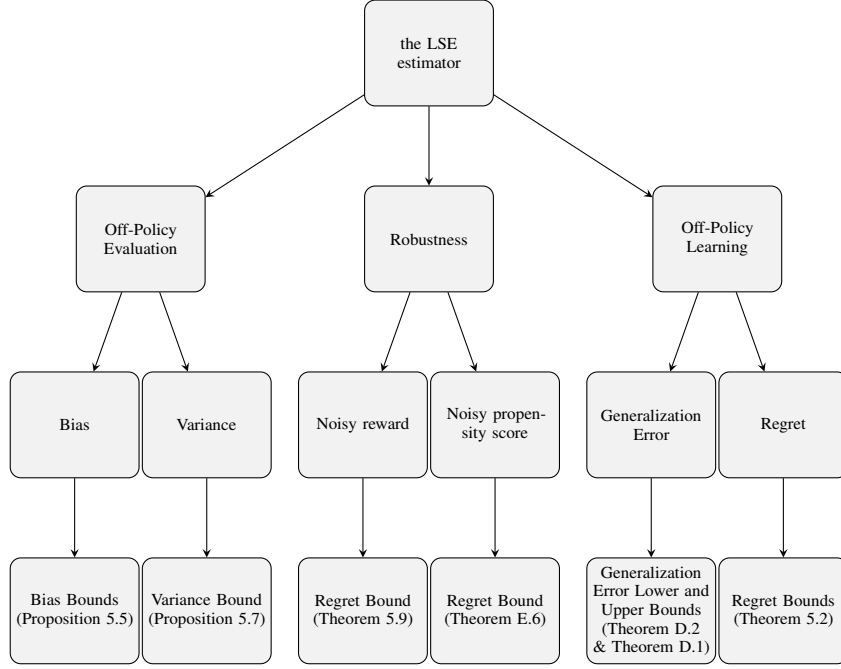 the LSE
estimator
Off-Policy
Evaluation
Robustness
Off-Policy
Learning
Bias
Variance
Noisy reward
Noisy propen-
sity score
Generalization
Error
Regret
Bias Bounds
(Proposition 5.5)
Variance Bound
(Proposition 5.7)
Regret Bound
(Theorem 5.9)
Regret Bound
(Theorem E.6)
Generalization
Error Lower and
Upper Bounds
(Theorem D.2
& Theorem D.1)
Regret Bounds
(Theorem 5.2)